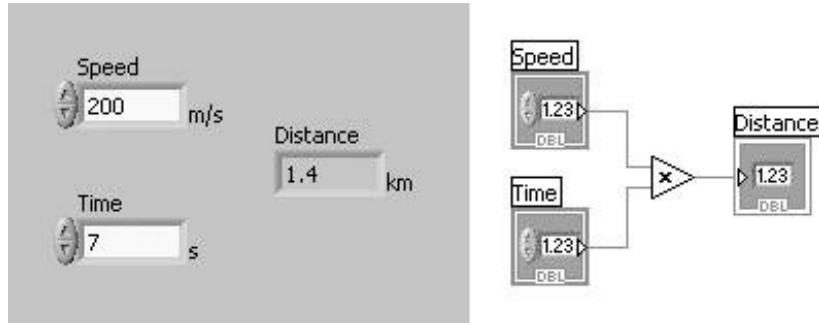 Speed
200 m/s
Distance
1.4 km
Time
7 s
Speed
1.23
DBL
Distance
1.23
DBL
Time
1.23
DBL
x